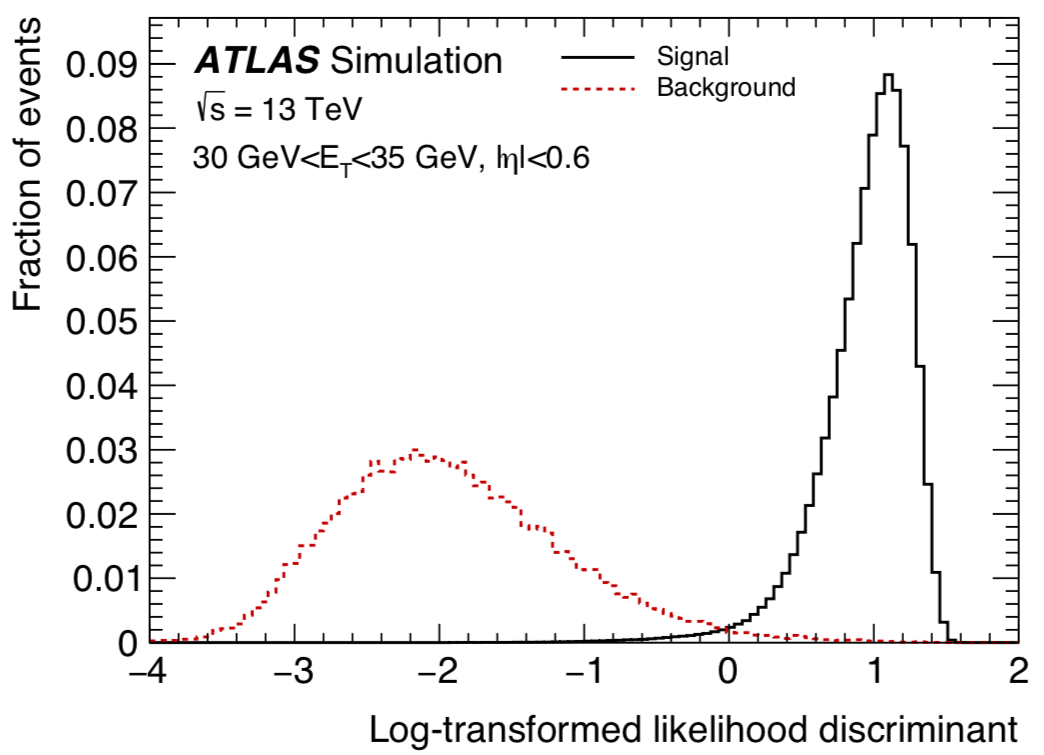 Fraction of events
ATLAS Simulation
√s = 13 TeV
30 GeV<E_T<35 GeV, |η|<0.6
Signal
Background
0.09
0.08
0.07
0.06
0.05
0.04
0.03
0.02
0.01
0
−4 −3 −2 −1 0 1 2
Log-transformed likelihood discriminant